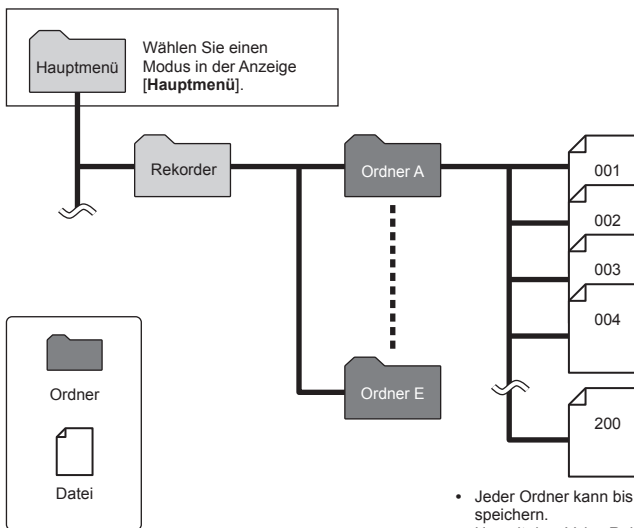 Hauptmenü
Wählen Sie einen
Modus in der Anzeige
[Hauptmenü].
Rekorder
Ordner A
001
002
003
004
Ordner E
200
Ordner
Datei
• Jeder Ordner kann bis
speichern.